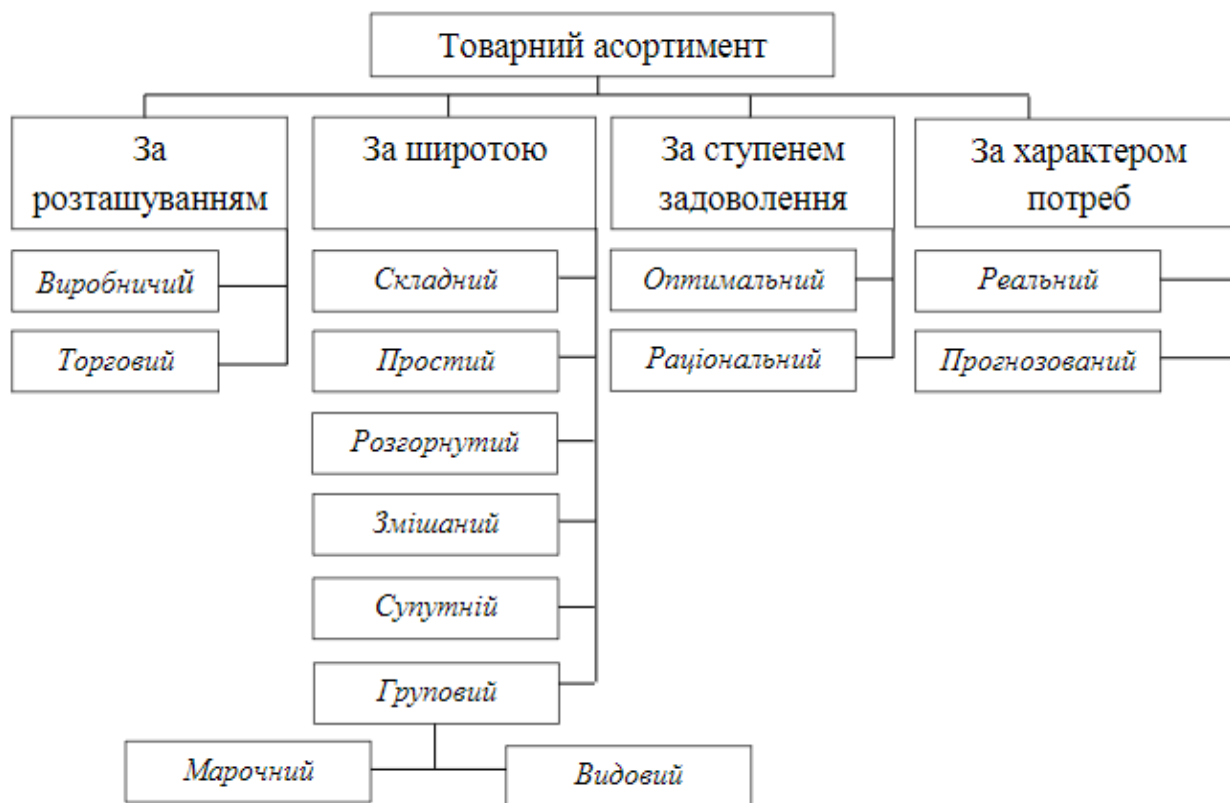 Товарний асортимент
За
розташуванням
Виробничий
Торговий
За широтою
Складний
Простий
Розгорнутий
Змішаний
Супутній
Груповий
Марочний
Видовий
За ступенем
задоволення
Оптимальний
Раціональний
За характером
потреб
Реальний
Прогнозований